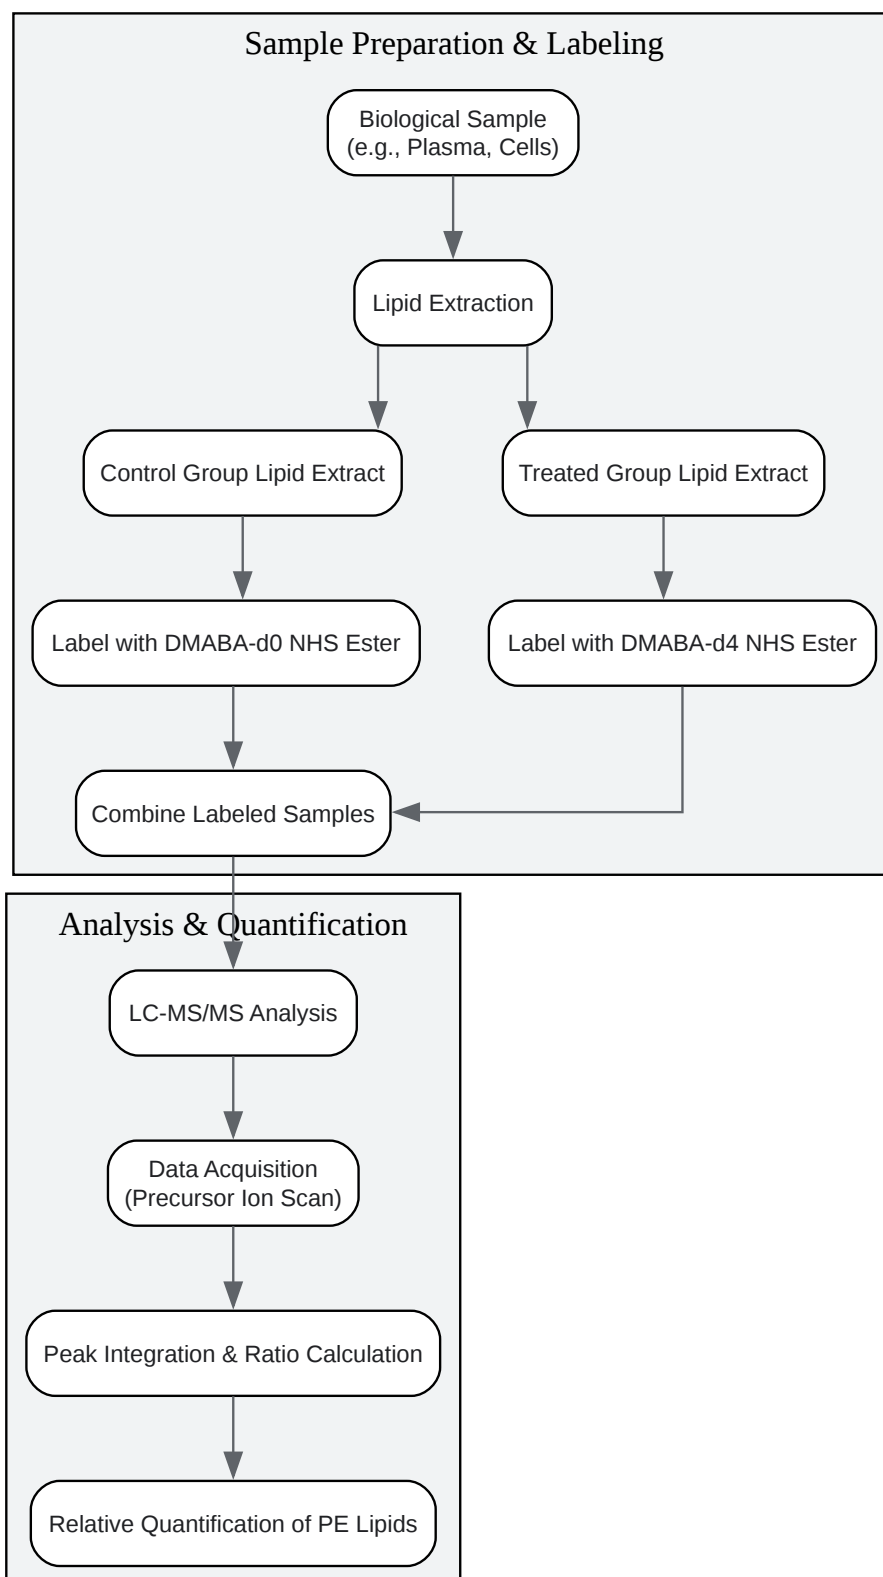 Sample Preparation & Labeling
Biological Sample
(e.g., Plasma, Cells)
Lipid Extraction
Control Group Lipid Extract
Treated Group Lipid Extract
Label with DMABA-d0 NHS Ester
Label with DMABA-d4 NHS Ester
Combine Labeled Samples
Analysis & Quantification
LC-MS/MS Analysis
Data Acquisition
(Precursor Ion Scan)
Peak Integration & Ratio Calculation
Relative Quantification of PE Lipids